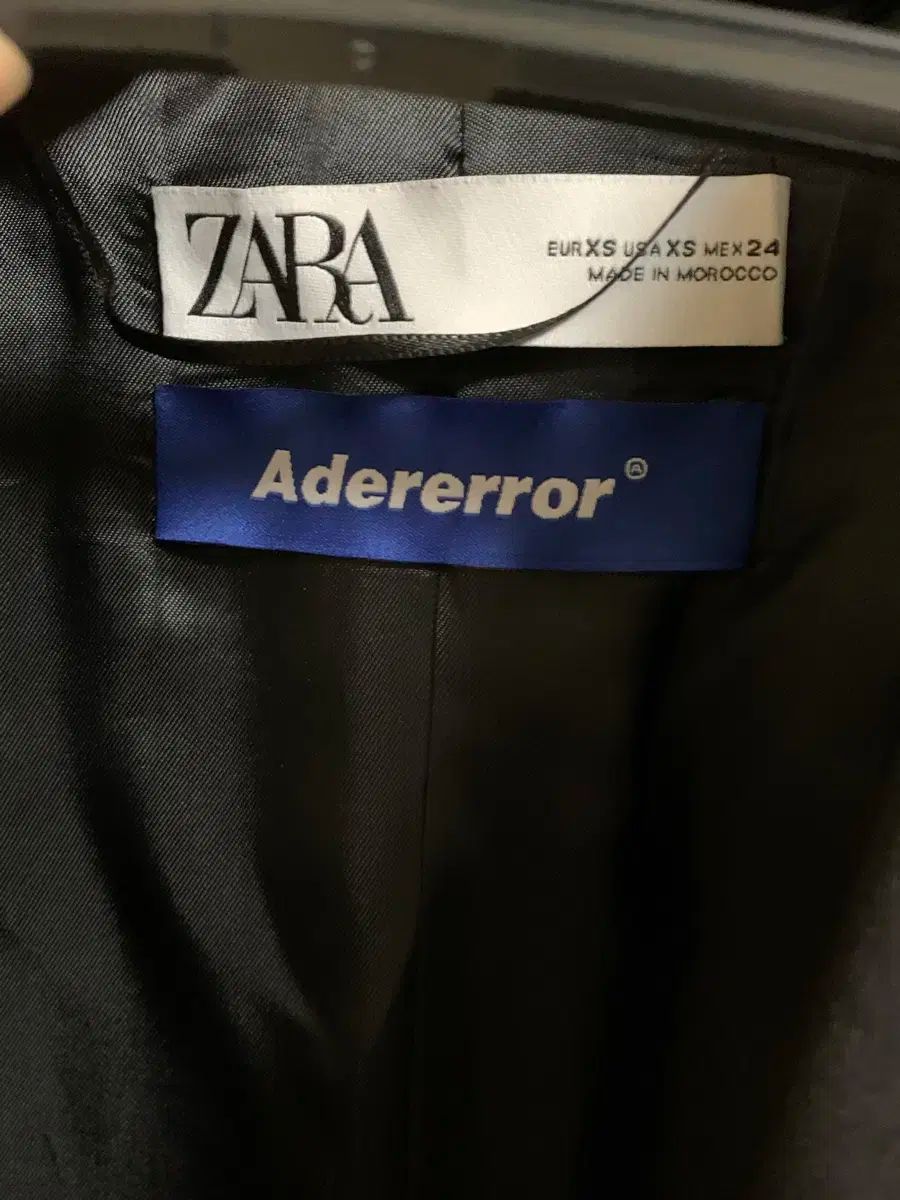 ZARA
EUR XS USA XS MEX 24
MADE IN MOROCCO
Adererror®